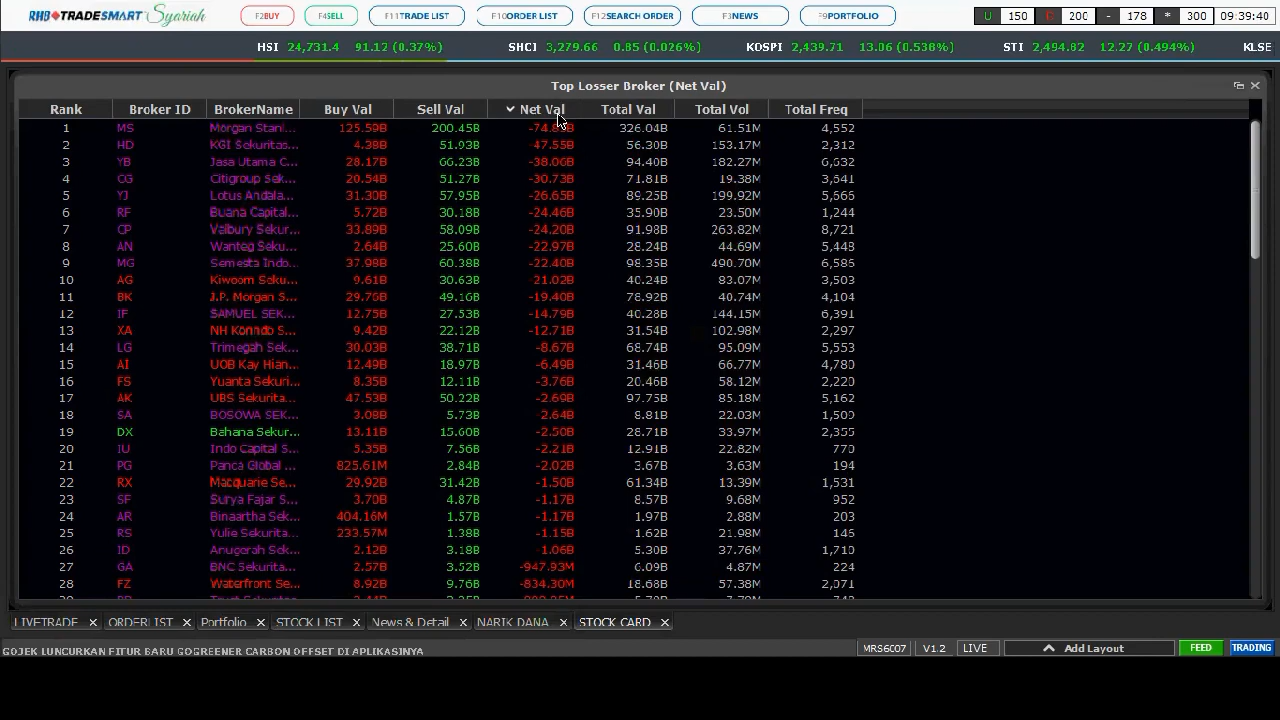 RHB TRADESMART Syariah F2BUY F4SELL F11TRADE LIST F10ORDER LIST F12SEARCH ORDER F3NEWS F9PORTFOLIO U 150 200 - 178 * 300 09:39:40
HSI 24,731.4 91.12 (0.37%) SHCI 3,279.66 0.85 (0.026%) KOSPI 2,439.71 13.06 (0.538%) STI 2,494.82 12.27 (0.494%) KLSE
Top Losser Broker (Net Val)
Rank Broker ID BrokerName Buy Val Sell Val Net Val Total Val Total Vol Total Freq
1 MS Morgan Stan... 125.59B 200.45B 326.04B 61.51M 4,552
2 HD KGI Sekuritas... 4.38B 51.93B -47.55B 56.30B 153.17M 2,312
3 YB Jasa Utama C... 28.17B 66.23B -38.06B 94.40B 182.27M 6,632
4 CG Citigroup Sek... 20.54B 51.27B -30.73B 71.81B 19.38M 3,641
5 YJ Lotus Andala... 31.30B 57.95B -26.65B 89.25B 199.92M 5,666
6 RF Buana Capital... 5.72B 30.18B -24.46B 35.90B 23.50M 1,244
7 CP Valbury Sekur... 33.89B 58.09B -24.20B 91.98B 263.82M 8,721
8 AN Wanteg Seku... 2.64B 25.60B -22.97B 28.24B 44.69M 5,448
9 MG Semesta Indo... 37.98B 60.38B -22.40B 98.35B 490.70M 6,585
10 AG Kiwoom Seku... 9.61B 30.63B -21.02B 40.24B 83.07M 3,503
11 BK J.P. Morgan S... 29.76B 49.16B -19.40B 78.92B 40.74M 4,104
12 IF SAMUEL SEK... 12.75B 27.53B -14.79B 40.28B 144.15M 6,391
13 XA NH Korindo S... 9.42B 22.12B -12.71B 31.54B 102.98M 2,297
14 LG Trimegah Sek... 30.03B 38.71B -8.67B 68.74B 95.09M 5,553
15 AI UOB Kay Hian... 12.49B 18.97B -6.49B 31.46B 66.77M 4,780
16 FS Yuanta Sekuri... 8.35B 12.11B -3.76B 20.46B 58.12M 2,220
17 AK UBS Sekurita... 47.53B 50.22B -2.69B 97.75B 85.18M 5,162
18 SA BOSOWA SEK... 3.08B 5.73B -2.64B 8.81B 22.03M 1,509
19 DX Bahana Sekur... 13.11B 15.60B -2.50B 28.71B 33.97M 2,355
20 IU Indo Capital S... 5.35B 7.56B -2.21B 12.91B 22.82M 770
21 PG Panca Global ... 825.61M 2.84B -2.02B 3.67B 3.63M 194
22 RX Macquarie Se... 29.92B 31.42B -1.50B 61.34B 13.39M 1,531
23 SF Surya Fajar S... 3.70B 4.87B -1.17B 8.57B 9.68M 952
24 AR Binaartha Sek... 404.16M 1.57B -1.17B 1.97B 2.88M 203
25 RS Yulie Sekurita... 233.57M 1.38B -1.15B 1.62B 21.98M 146
26 ID Anugerah Sek... 2.12B 3.18B -1.06B 5.30B 37.76M 1,710
27 GA BNC Sekurita... 2.57B 3.52B -947.93M 6.09B 4.87M 224
28 FZ Waterfront Se... 8.92B 9.76B -834.30M 18.68B 57.38M 2,071
LIVETRADE ORDERLIST Portfolio STOCK LIST News & Detail NARIK DANA STOCK CARD
GOJEK LUNCURKAN FITUR BARU GOGREENER CARBON OFFSET DI APLIKASINYA MRS6007 V1.2 LIVE Add Layout FEED TRADING